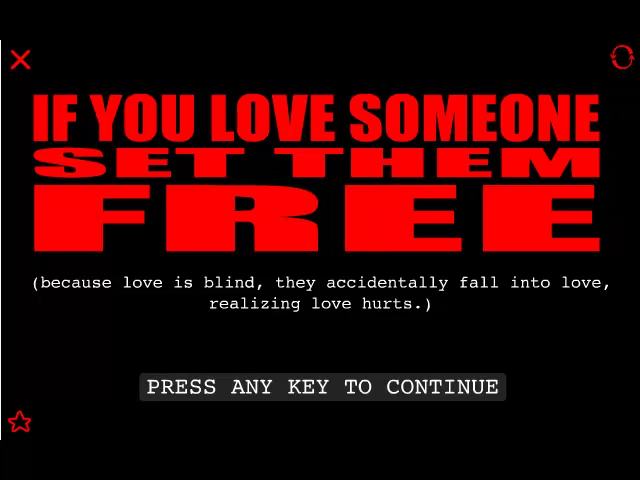 IF YOU LOVE SOMEONE
SET THEM
FREE
(because love is blind, they accidentally fall into love,
realizing love hurts.)
PRESS ANY KEY TO CONTINUE